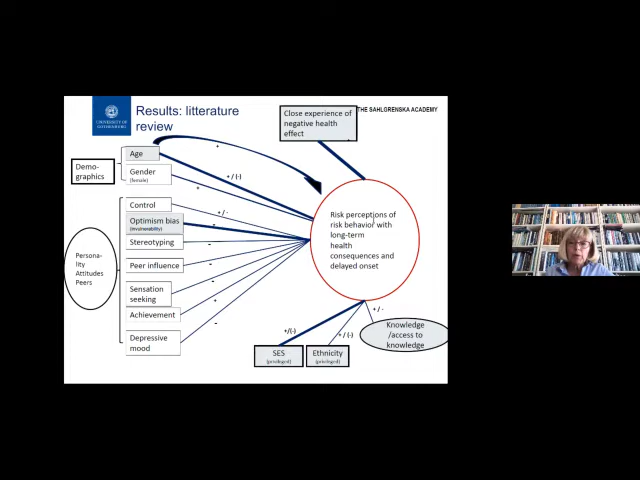 UNIVERSITY OF
GOTHENBURG
Results: litterature
review
THE SAHLGRENSKA ACADEMY
Close experience of
negative health
effect
Demo-
graphics
Age
Gender
(female)
+
+ / (-)
+
Control
Optimism bias
(invulnerability)
Stereotyping
Peer influence
Sensation
seeking
Achievement
Depressive
mood
+ / -
-
-
-
-
-
+
-
Persona-
lity
Attitudes
Peers
Risk perceptions of
risk behavior with
long-term
health
consequences and
delayed onset
+/(-)
+ / (-)
+ / -
SES
(privileged)
Ethnicity
(privileged)
Knowledge
/access to
knowledge